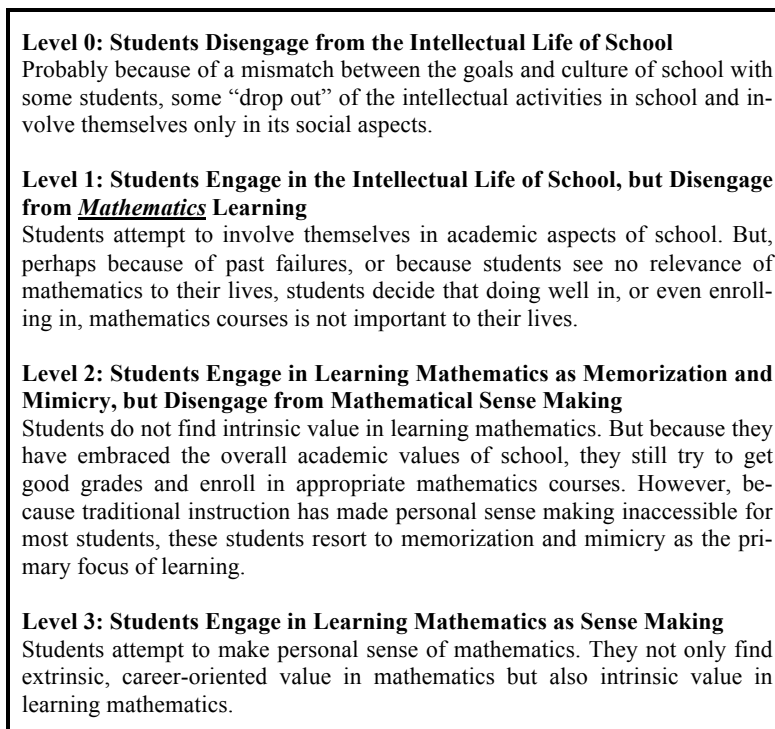 Level 0: Students Disengage from the Intellectual Life of School
Probably because of a mismatch between the goals and culture of school with
some students, some “drop out” of the intellectual activities in school and in-
volve themselves only in its social aspects.
Level 1: Students Engage in the Intellectual Life of School, but Disengage
from Mathematics Learning
Students attempt to involve themselves in academic aspects of school. But,
perhaps because of past failures, or because students see no relevance of
mathematics to their lives, students decide that doing well in, or even enroll-
ing in, mathematics courses is not important to their lives.
Level 2: Students Engage in Learning Mathematics as Memorization and
Mimicry, but Disengage from Mathematical Sense Making
Students do not find intrinsic value in learning mathematics. But because they
have embraced the overall academic values of school, they still try to get
good grades and enroll in appropriate mathematics courses. However, be-
cause traditional instruction has made personal sense making inaccessible for
most students, these students resort to memorization and mimicry as the pri-
mary focus of learning.
Level 3: Students Engage in Learning Mathematics as Sense Making
Students attempt to make personal sense of mathematics. They not only find
extrinsic, career-oriented value in mathematics but also intrinsic value in
learning mathematics.